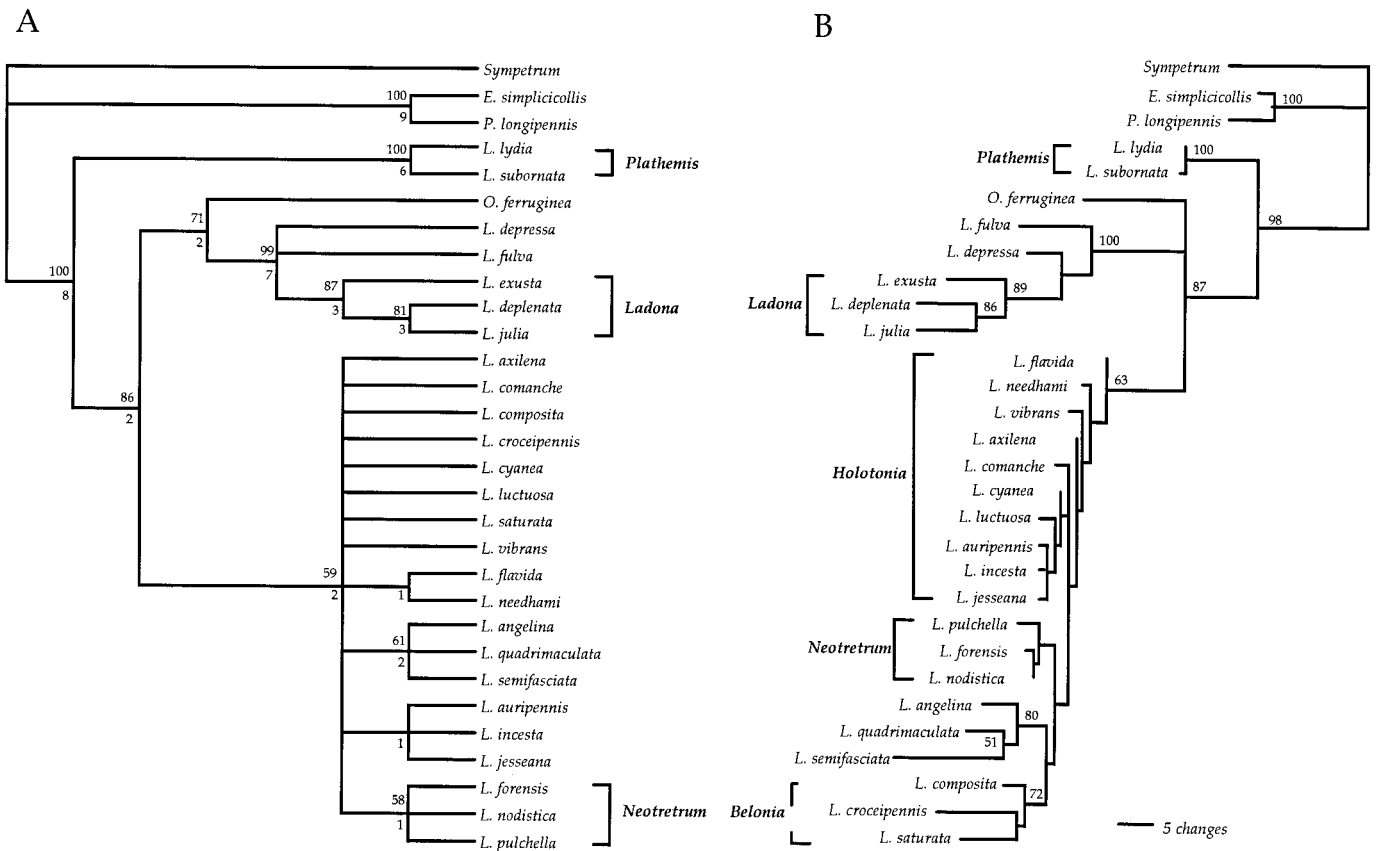 A
Sympetrum
100
E. simplicicollis
9
P. longipennis
100
L. lydia
6
L. subornata
Plathemis
71
O. ferruginea
2
L. depressa
99
L. fulva
7
100
8
87
L. exusta
3
81
L. deplenata
3
L. julia
Ladona
L. axilena
L. comanche
86
2
L. composita
L. croceipennis
L. cyanea
L. luctuosa
L. saturata
L. vibrans
59
2
L. flavida
1
L. needhami
L. angelina
61
L. quadrimaculata
2
L. semifasciata
L. auripennis
L. incesta
1
L. jesseana
L. forensis
58
L. nodistica
1
L. pulchella
Neotretrum
B
Sympetrum
E. simplicicollis
100
P. longipennis
Plathemis
L. lydia
100
L. subornata
O. ferruginea
L. fulva
98
100
L. depressa
L. exusta
89
87
Ladona
L. deplenata
86
L. julia
L. flavida
63
L. needhami
L. vibrans
L. axilena
Holotonia
L. comanche
L. cyanea
L. luctuosa
L. auripennis
L. incesta
L. jesseana
L. pulchella
Neotretrum
L. forensis
L. nodistica
L. angelina
80
L. quadrimaculata
51
L. semifasciata
L. composita
72
Belonia
L. croceipennis
L. saturata
5 changes